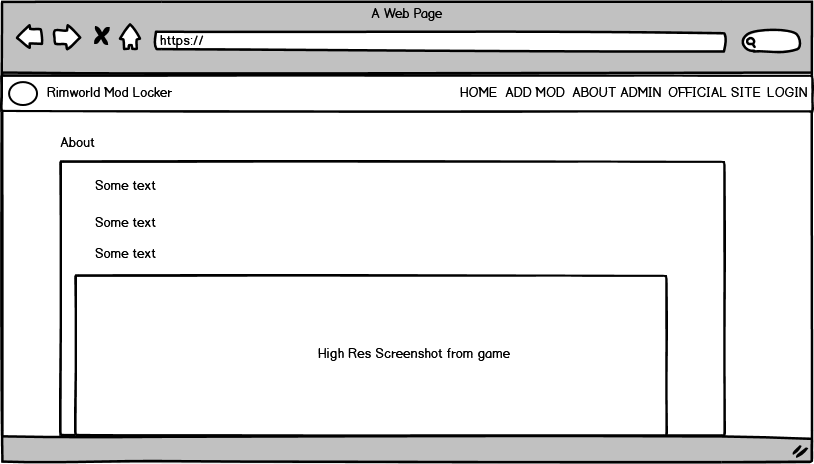 A Web Page
https://
Rimworld Mod Locker
HOME ADD MOD ABOUT ADMIN OFFICIAL SITE LOGIN
About
Some text
Some text
Some text
High Res Screenshot from game